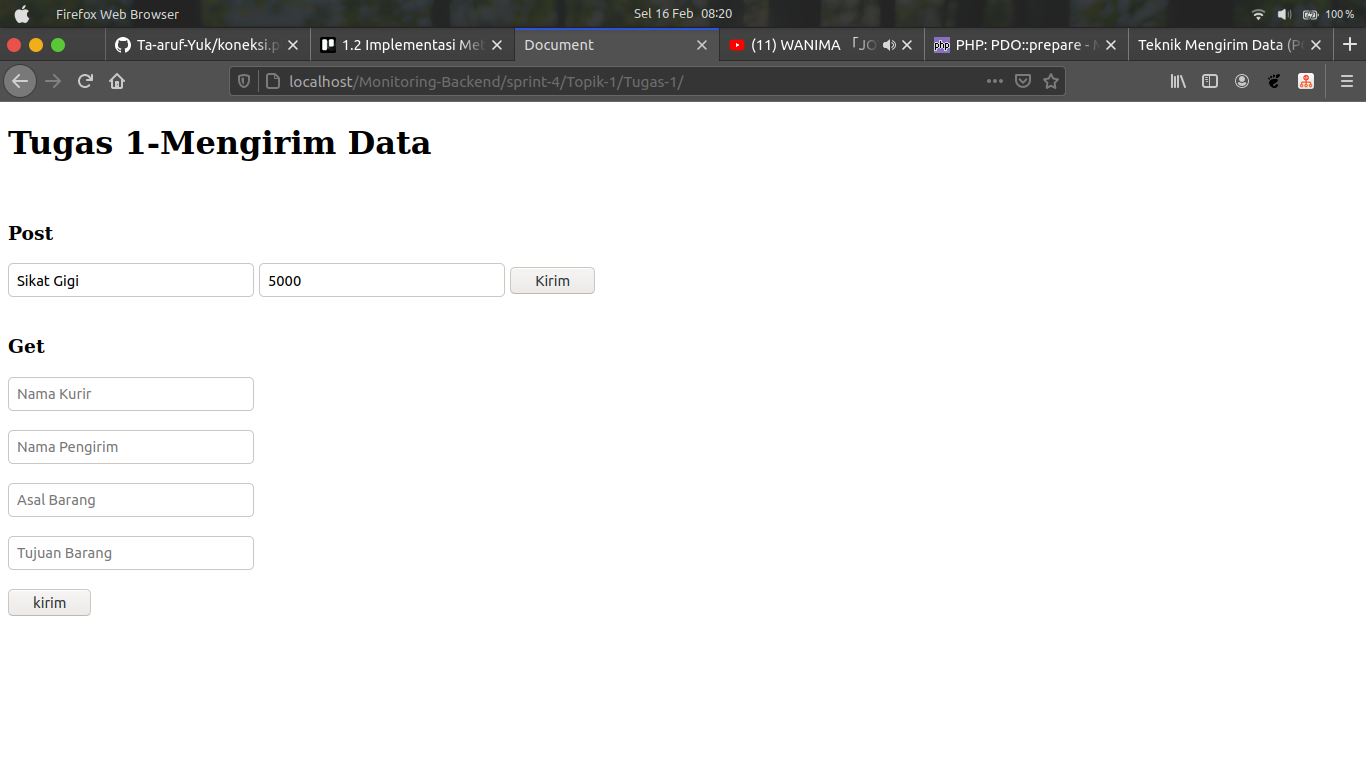 Firefox Web Browser
Sel 16 Feb 08:20
100 %
Ta-aruf-Yuk/koneksi.p
1.2 Implementasi Met
Document
(11) WANIMA 「JO
php PHP: PDO::prepare - M
Teknik Mengirim Data (PO
localhost/Monitoring-Backend/sprint-4/Topik-1/Tugas-1/
Tugas 1-Mengirim Data
Post
Sikat Gigi
5000
Kirim
Get
Nama Kurir
Nama Pengirim
Asal Barang
Tujuan Barang
kirim